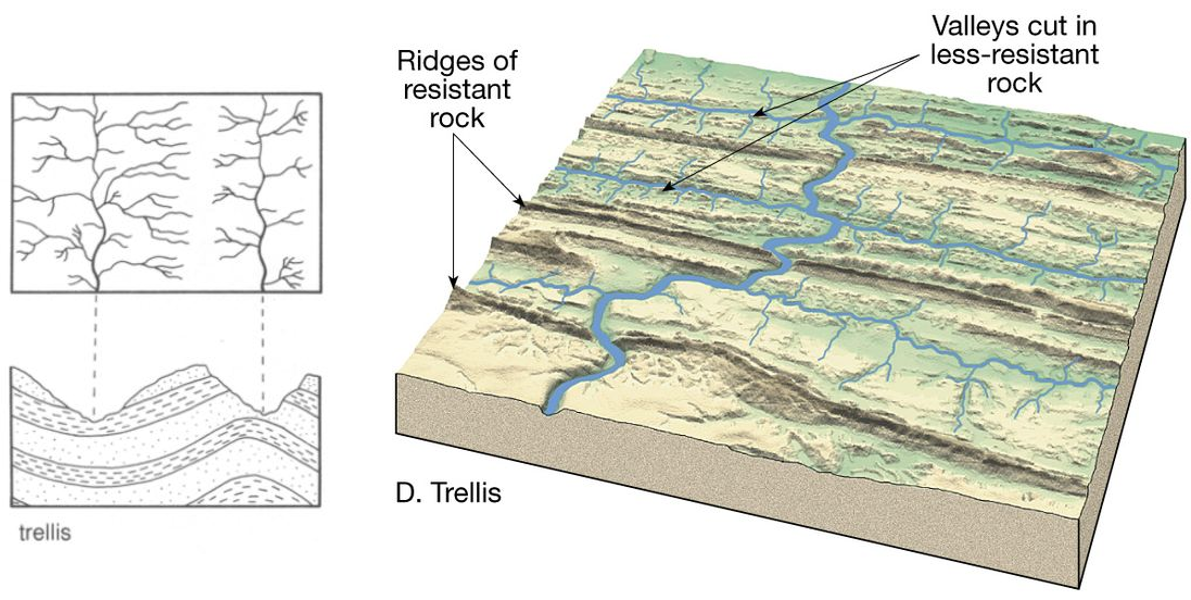 Ridges of
resistant
rock
Valleys cut in
less-resistant
rock
D. Trellis
trellis